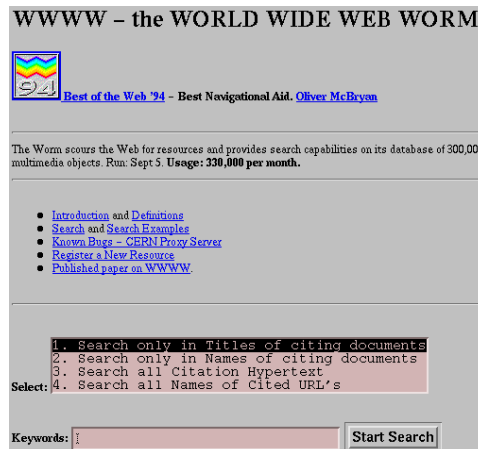 WWWW – the WORLD WIDE WEB WORM
94 Best of the Web '94 – Best Navigational Aid. Oliver McBryan
The Worm scours the Web for resources and provides search capabilities on its database of 300,00
multimedia objects. Run: Sept 5. Usage: 330,000 per month.
Introduction and Definitions
Search and Search Examples
Known Bugs – CERN Proxy Server
Register a New Resource
Published paper on WWWW.
1. Search only in Titles of citing documents
2. Search only in Names of citing documents
3. Search all Citation Hypertext
Select: 4. Search all Names of Cited URL's
Keywords: Start Search